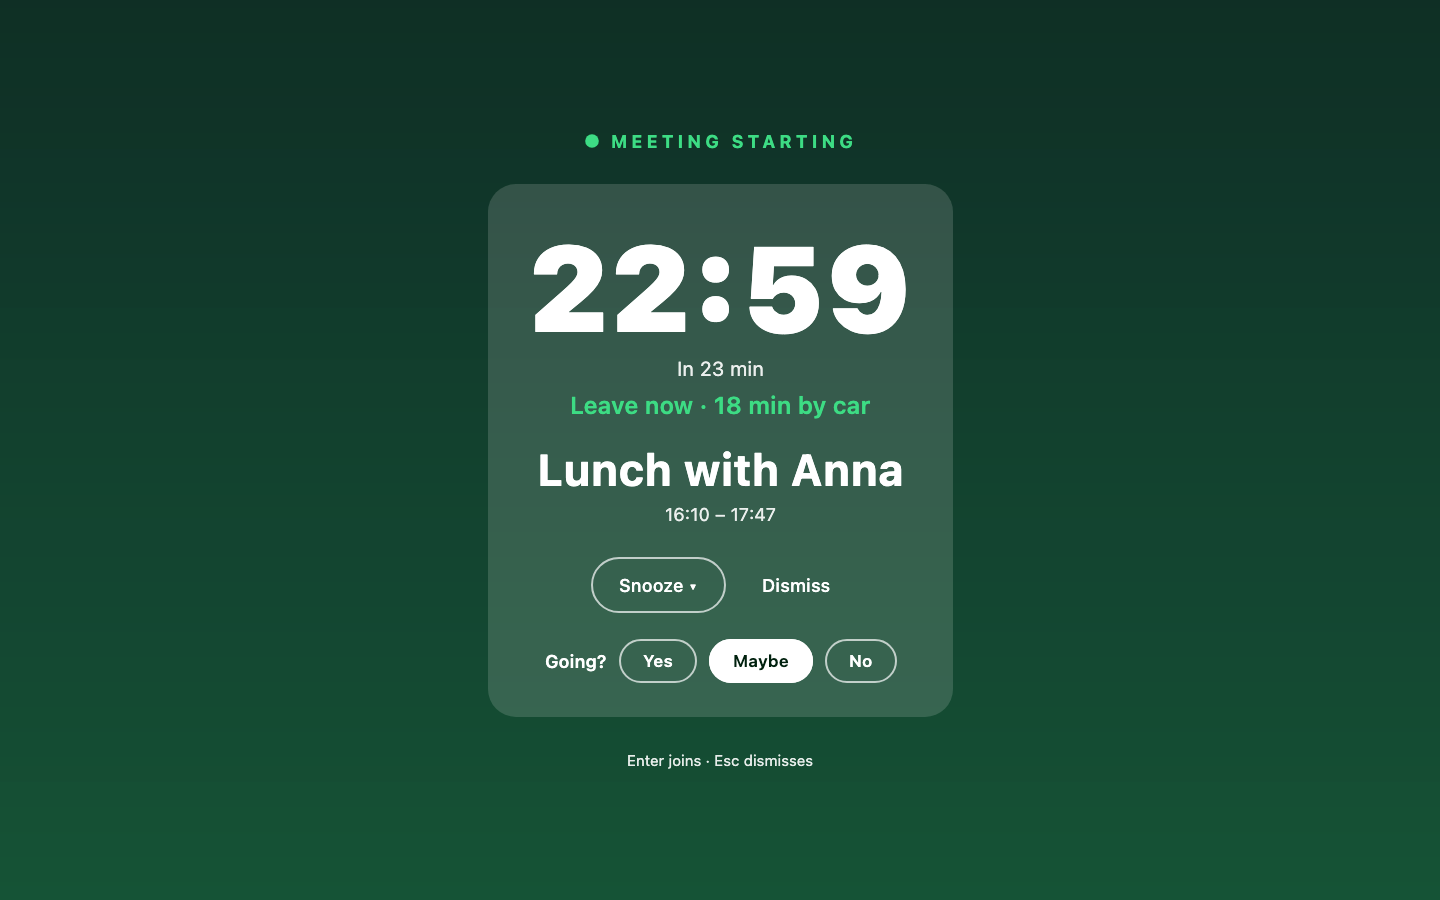 MEETING STARTING
22:59
In 23 min
Leave now · 18 min by car
Lunch with Anna
16:10 – 17:47
Snooze ▾ Dismiss
Going? Yes Maybe No
Enter joins · Esc dismisses